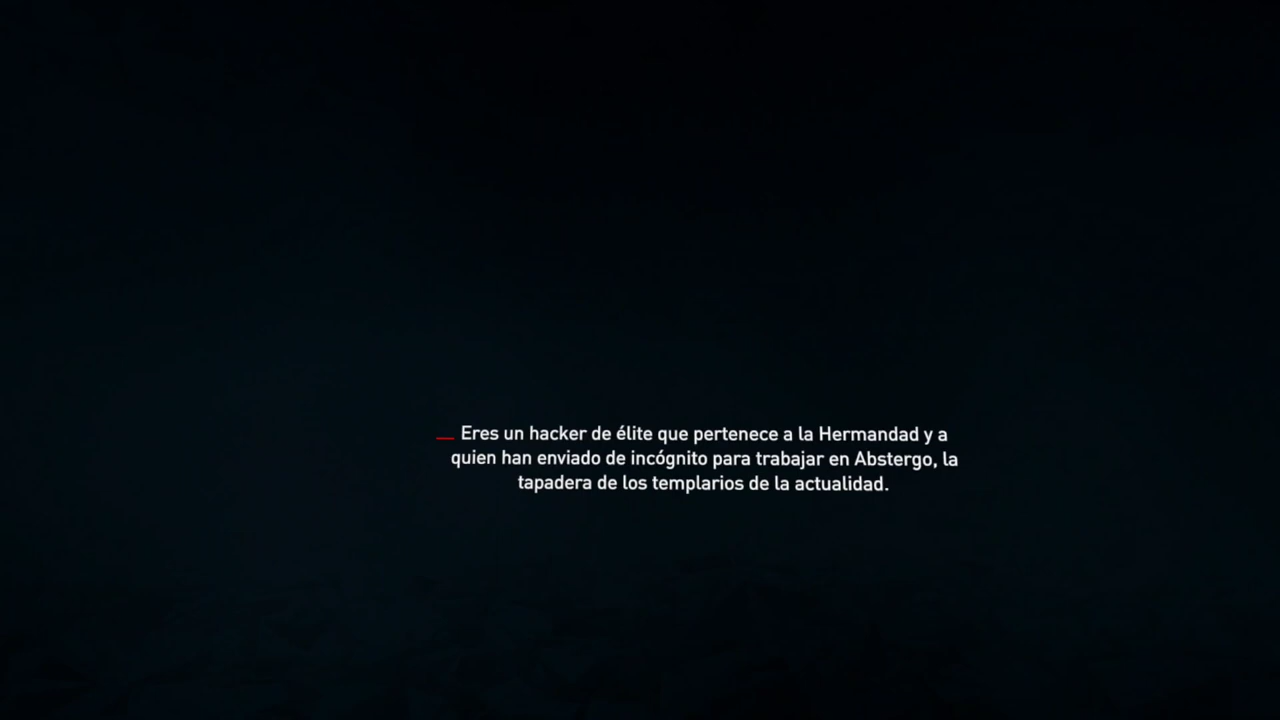 Eres un hacker de élite que pertenece a la Hermandad y a
quien han enviado de incógnito para trabajar en Abstergo, la
tapadera de los templarios de la actualidad.